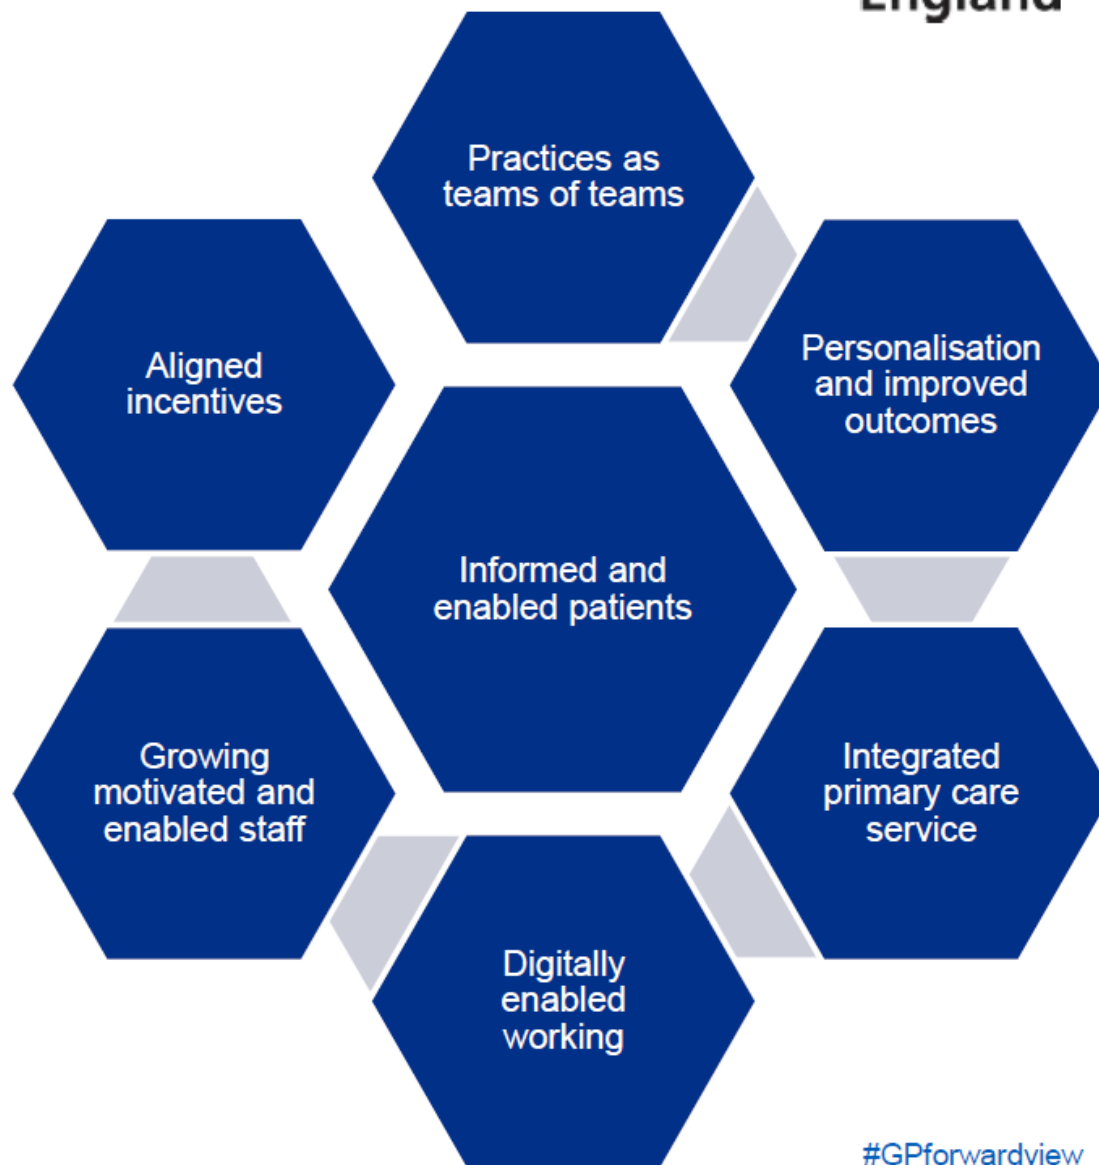 England
Practices as
teams of teams
Personalisation
and improved
outcomes
Aligned
incentives
Informed and
enabled patients
Growing
motivated and
enabled staff
Integrated
primary care
service
Digitally
enabled
working
#GPforwardview